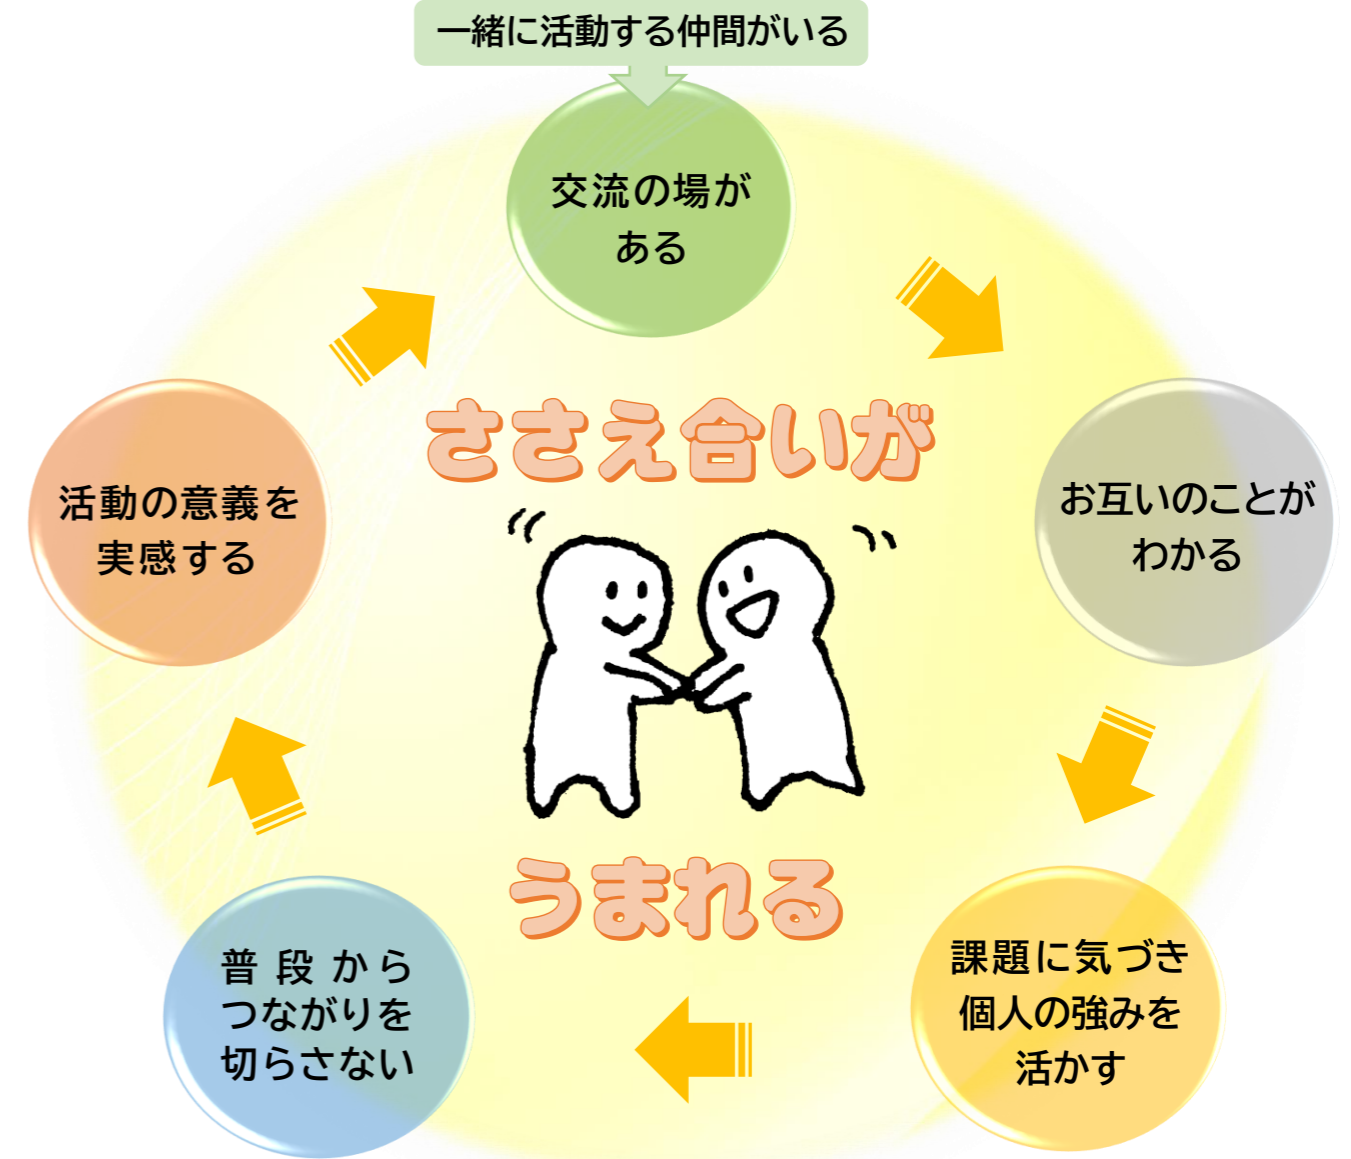 一緒に活動する仲間がいる
交流の場が
ある
お互いのことが
わかる
課題に気づき
個人の強みを
活かす
普段から
つながりを
切らさない
活動の意義を
実感する
ささえ合いが
うまれる